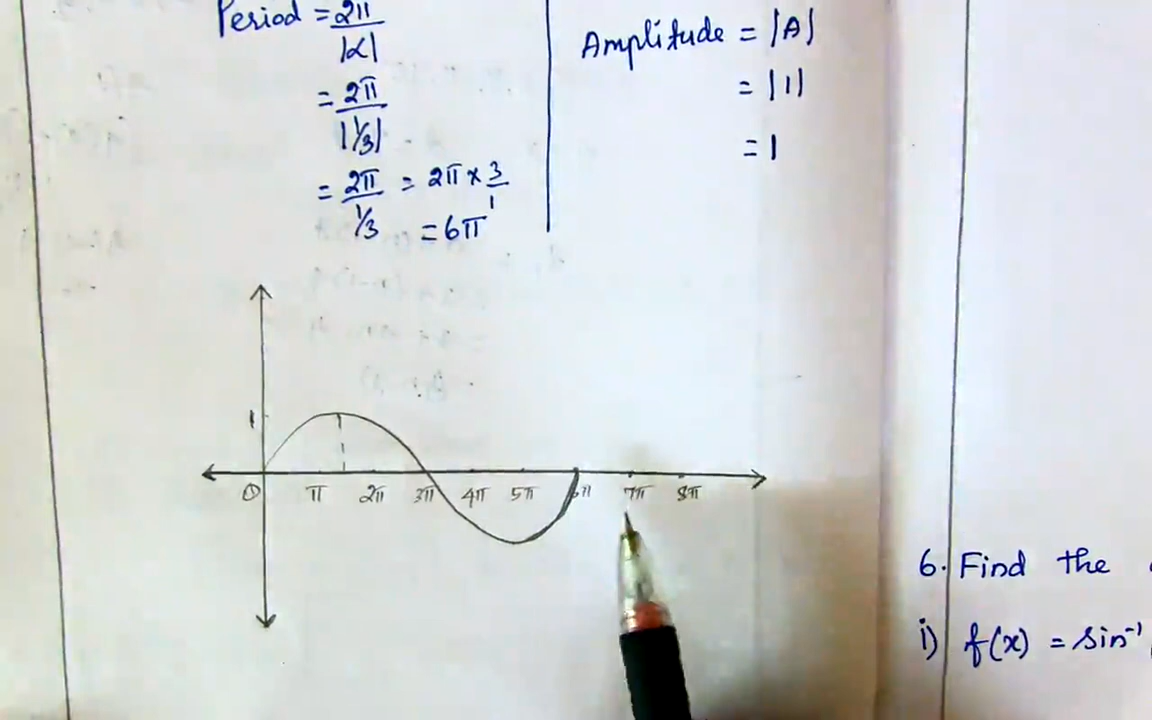 Period = 2π/|α|
= 2π/|1/3|
= 2π/1/3 = 2π × 3/1
= 6π
Amplitude = |A|
= |1|
= 1
1
0 π 2π 3π 4π 5π 6π 7π 8π
6. Find the
i) f(x) = sin⁻¹